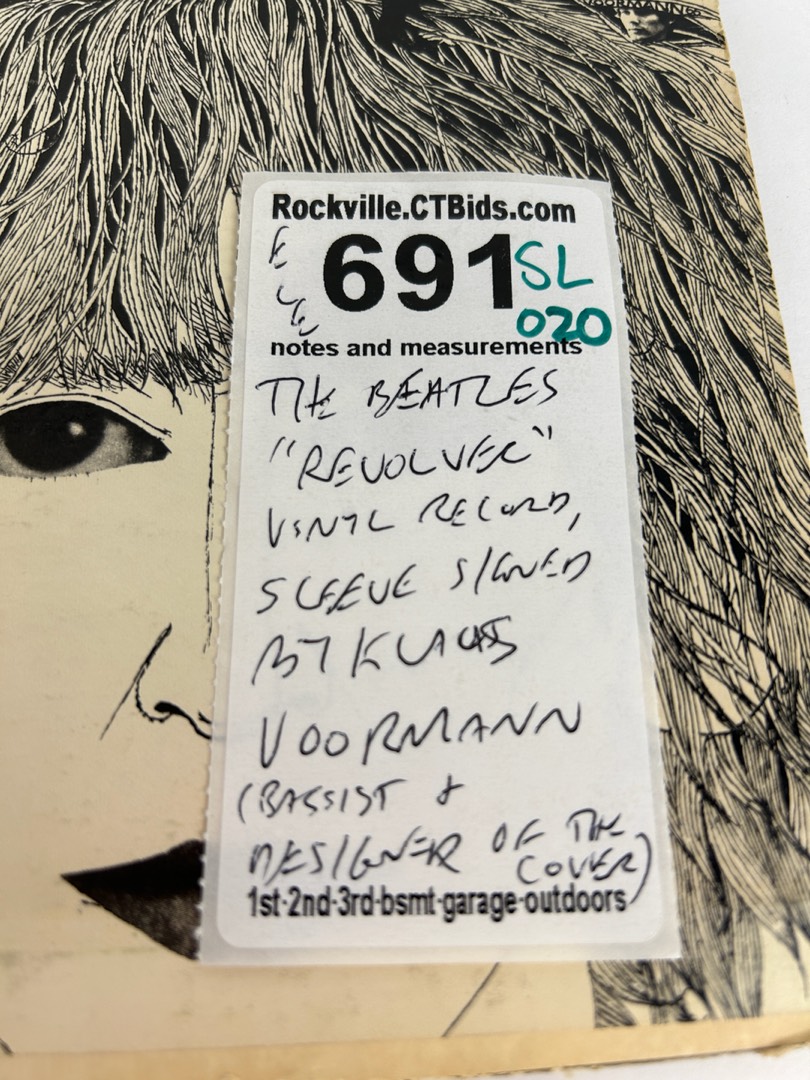 VOORMANN
Rockville.CTBids.com
691
SL
020
notes and measurements
THE BEATLES
"REVOLVER"
VINYL RECORD,
SLEEVE SIGNED
BY KLAUS
VOORMANN
(BASSIST &
DESIGNER OF THE
COVER)
1st-2nd-3rd-bsmt-garage-outdoors